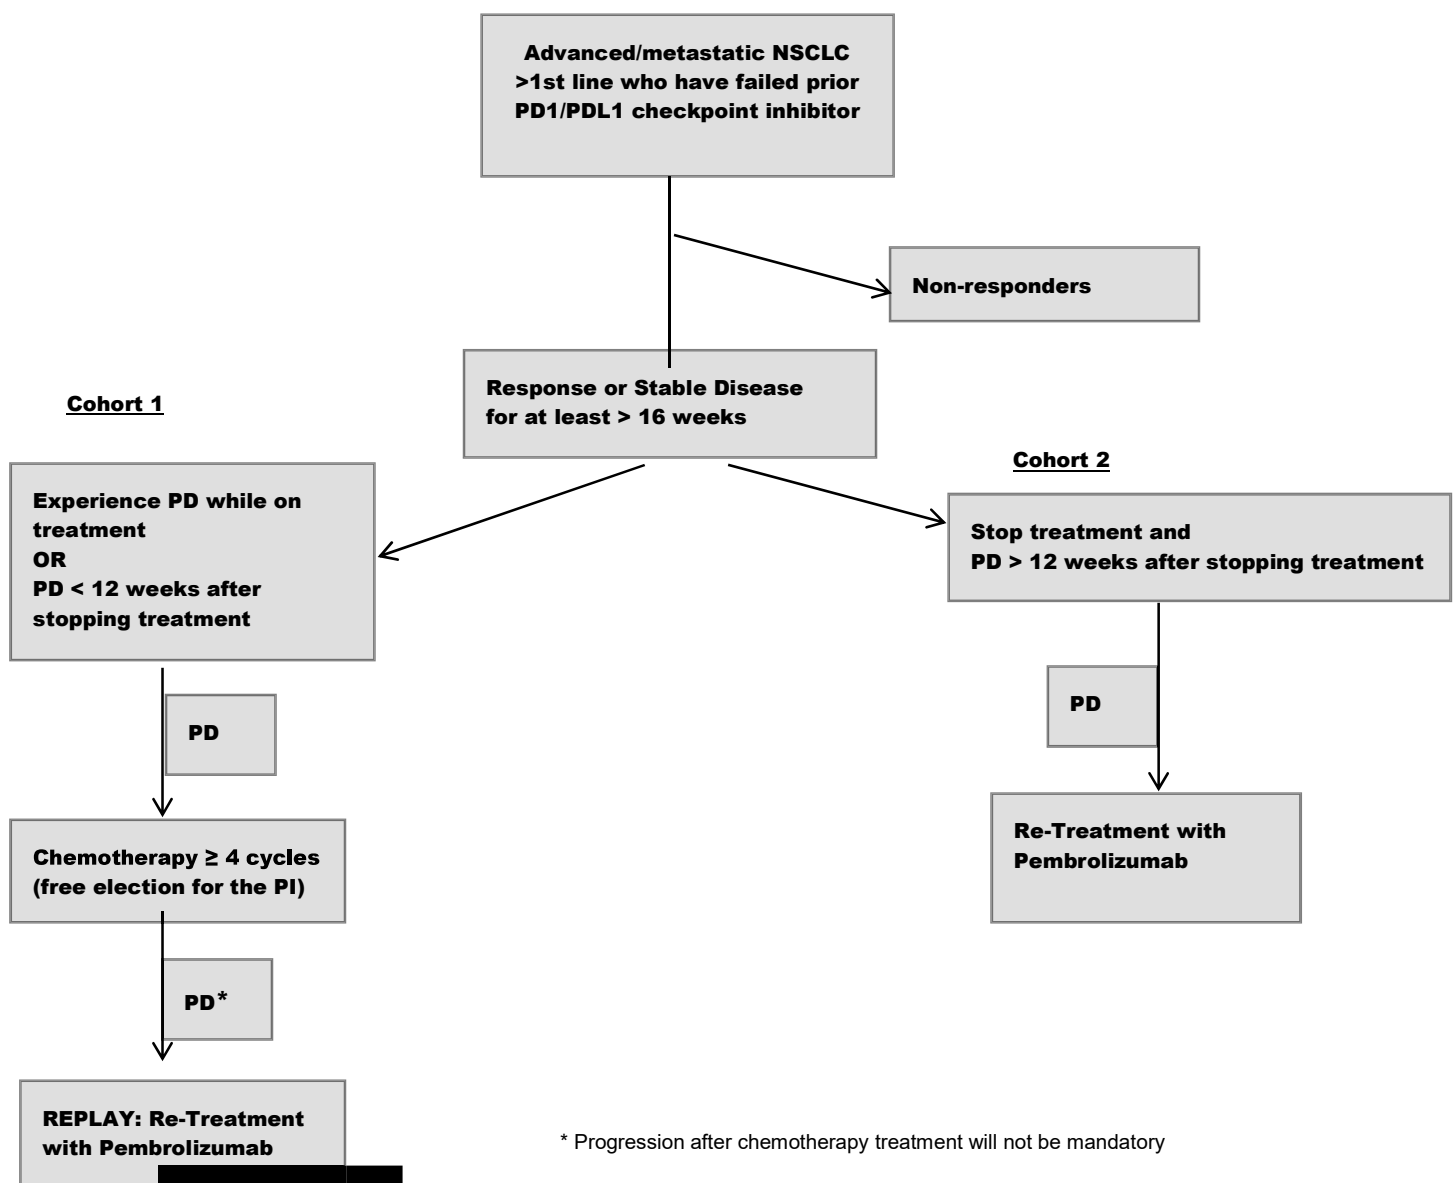 Advanced/metastatic NSCLC
>1st line who have failed prior
PD1/PDL1 checkpoint inhibitor
Non-responders
Response or Stable Disease
for at least > 16 weeks
Cohort 1
Experience PD while on
treatment
OR
PD < 12 weeks after
stopping treatment
PD
Chemotherapy ≥ 4 cycles
(free election for the PI)
PD*
REPLAY: Re-Treatment
with Pembrolizumab
Cohort 2
Stop treatment and
PD > 12 weeks after stopping treatment
PD
Re-Treatment with
Pembrolizumab
* Progression after chemotherapy treatment will not be mandatory